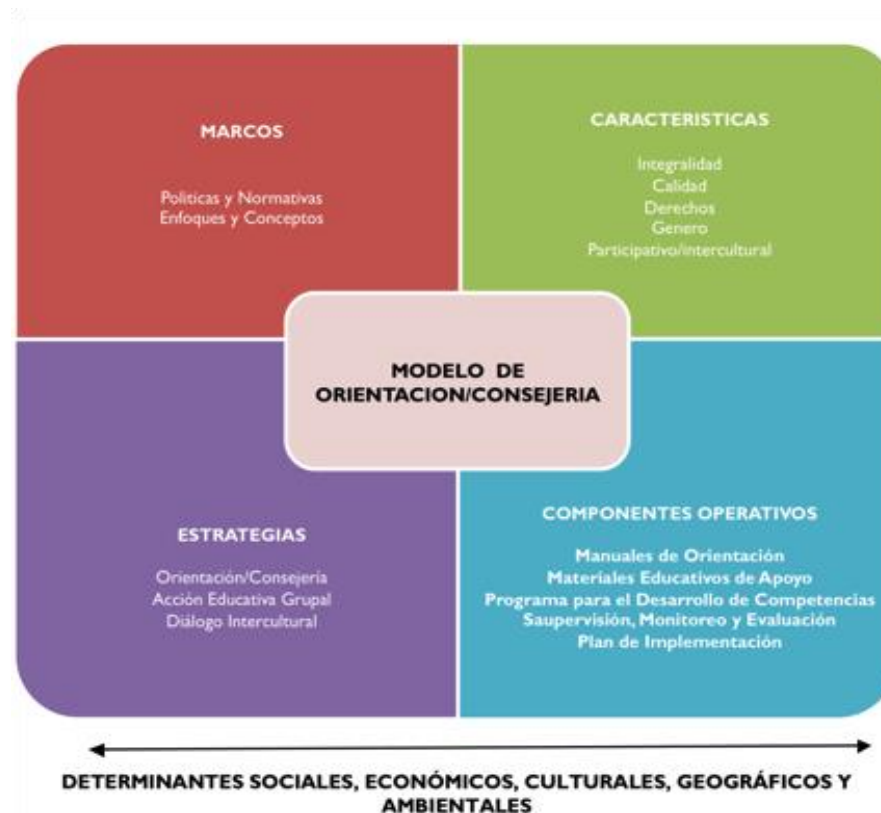 MARCOS
Politicas y Normativas
Enfoques y Conceptos
CARACTERISTICAS
Integralidad
Calidad
Derechos
Genero
Participativo/intercultural
MODELO DE
ORIENTACION/CONSEJERIA
ESTRATEGIAS
Orientación/Consejería
Acción Educativa Grupal
Diálogo Intercultural
COMPONENTES OPERATIVOS
Manuales de Orientación
Materiales Educativos de Apoyo
Programa para el Desarrollo de Competencias
Saupervisión, Monitoreo y Evaluación
Plan de Implementación
DETERMINANTES SOCIALES, ECONÓMICOS, CULTURALES, GEOGRÁFICOS Y
AMBIENTALES